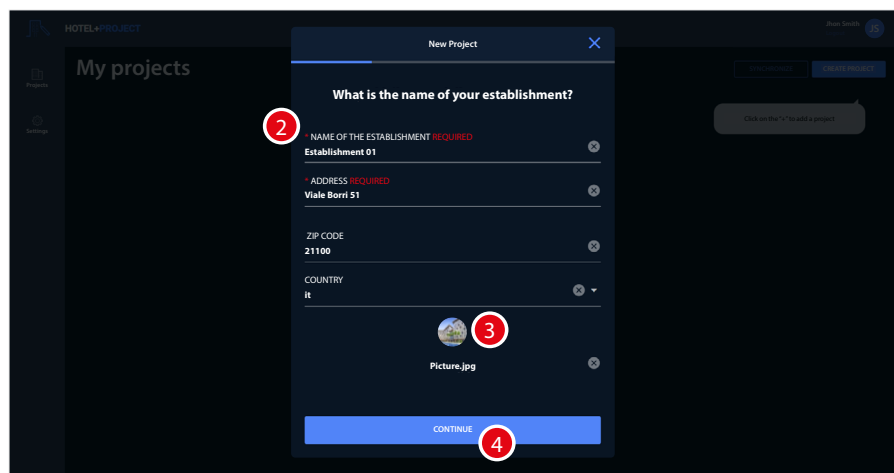 HOTEL+PROJECT
Jhon Smith
JS
My projects
CREATE PROJECT
Projects
Settings
Click on the "+" to add a project
New Project
What is the name of your establishment?
2
* NAME OF THE ESTABLISHMENT REQUIRED
Establishment 01
* ADDRESS REQUIRED
Viale Borri 51
ZIP CODE
21100
COUNTRY
it
3
Picture.jpg
CONTINUE
4